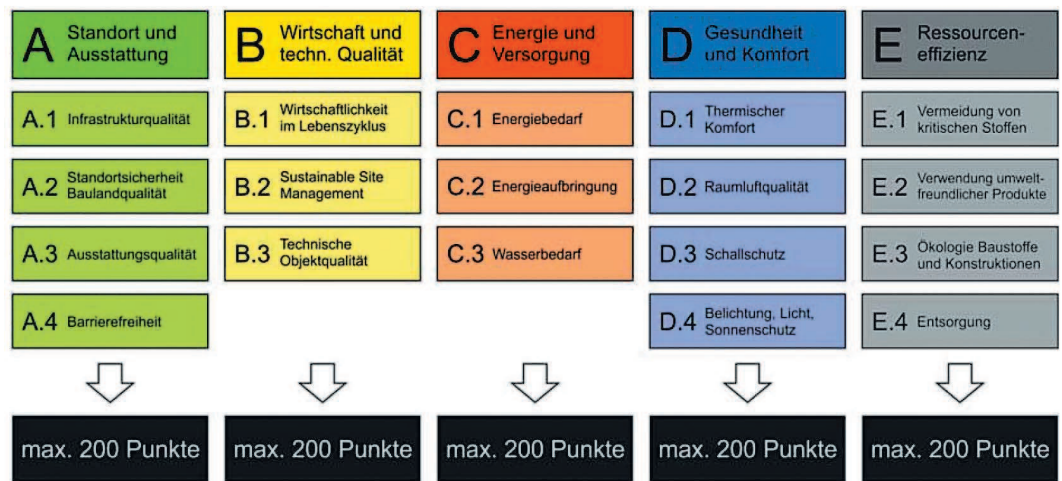 A Standort und
Ausstattung
A.1 Infrastrukturqualität
A.2 Standortsicherheit
Baulandqualität
A.3 Ausstattungsqualität
A.4 Barrierefreiheit
max. 200 Punkte
B Wirtschaft und
techn. Qualität
B.1 Wirtschaftlichkeit
im Lebenszyklus
B.2 Sustainable Site
Management
B.3 Technische
Objektqualität
max. 200 Punkte
C Energie und
Versorgung
C.1 Energiebedarf
C.2 Energieaufbringung
C.3 Wasserbedarf
max. 200 Punkte
D Gesundheit
und Komfort
D.1 Thermischer
Komfort
D.2 Raumluftqualität
D.3 Schallschutz
D.4 Belichtung, Licht,
Sonnenschutz
max. 200 Punkte
E Ressourcen-
effizienz
E.1 Vermeidung von
kritischen Stoffen
E.2 Verwendung umwelt-
freundlicher Produkte
E.3 Ökologie Baustoffe
und Konstruktionen
E.4 Entsorgung
max. 200 Punkte